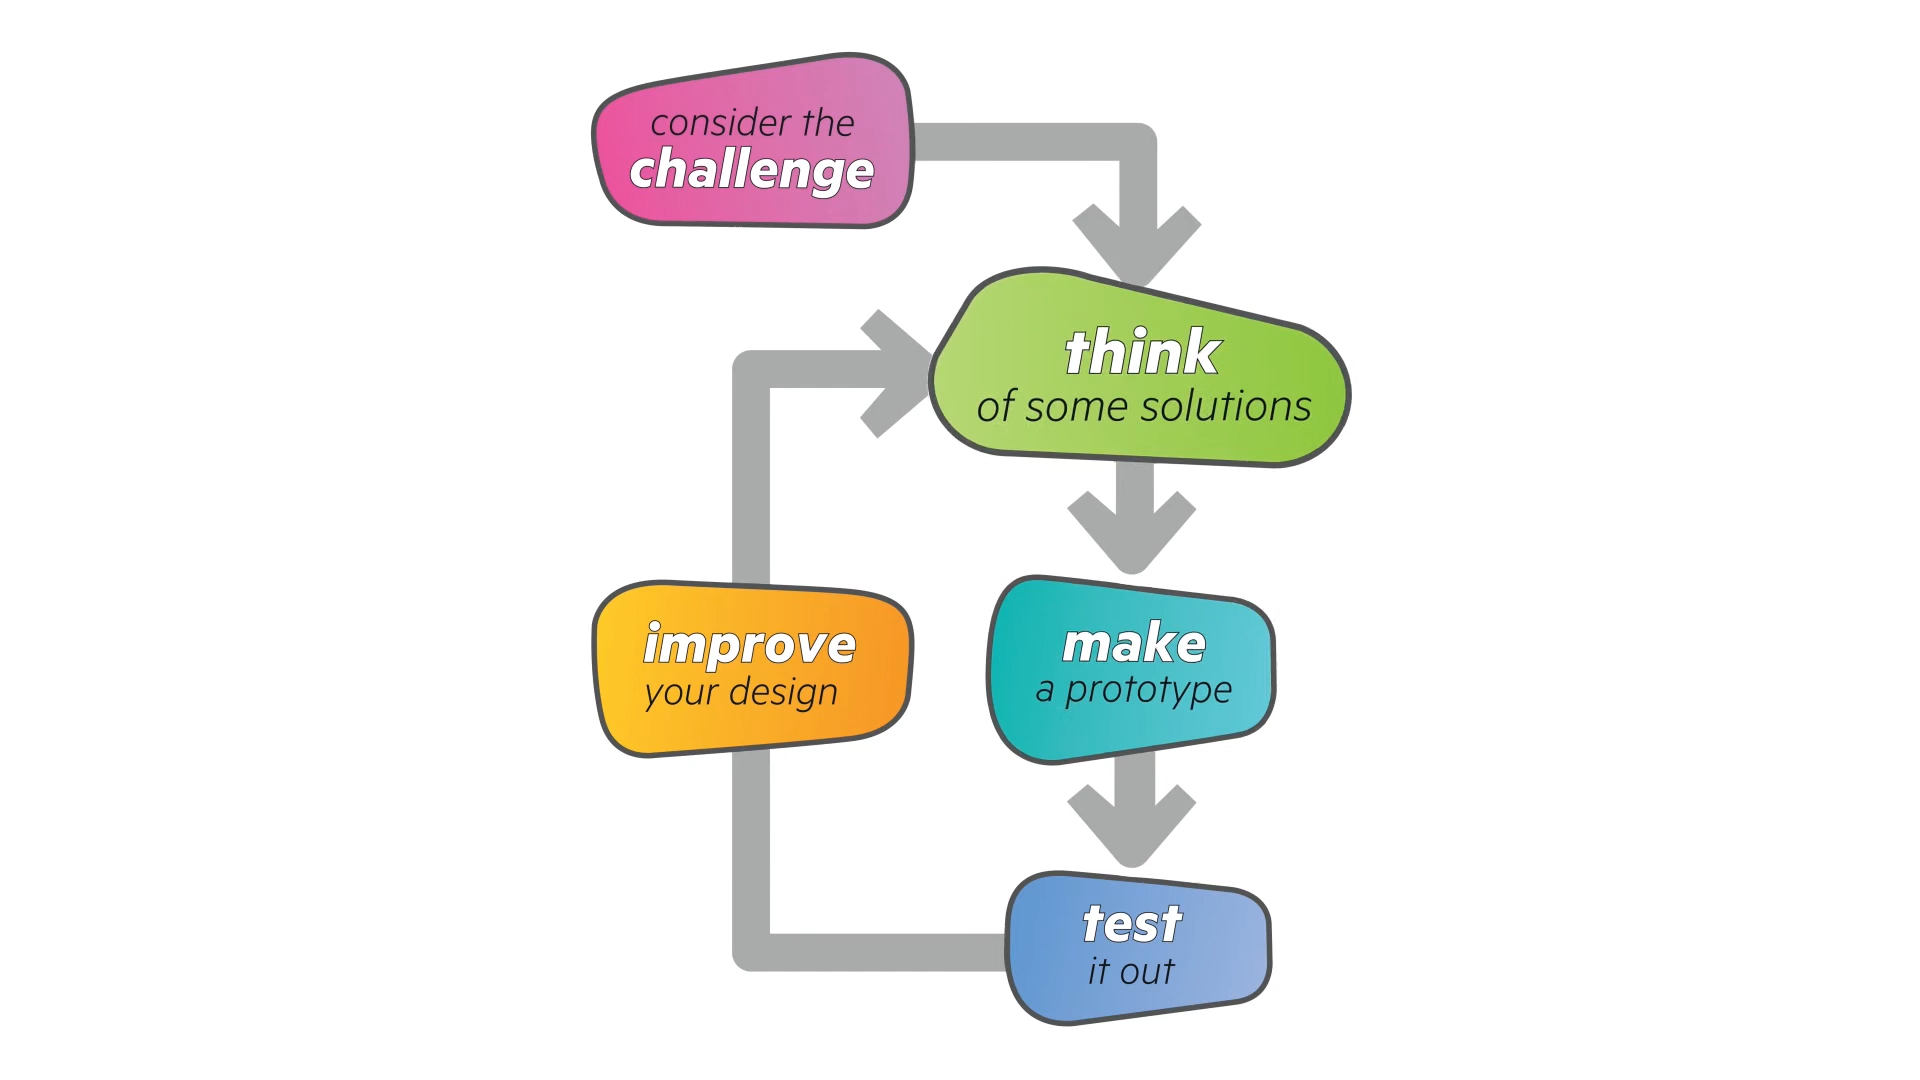 consider the
challenge
think
of some solutions
make
a prototype
test
it out
improve
your design